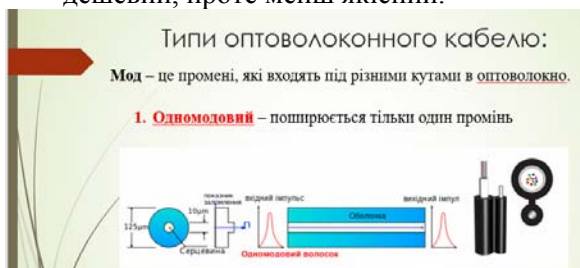 дешевий, проте менш якісний.
Типи оптоволоконного кабелю:
Мод – це промені, які входять під різними кутами в оптоволокно.
1. Одномодовий – поширюється тільки один промінь
показник
заломлення
вхідний імпульс
вихідний імпул
10μm
125μm
n
Оболонка
Серцевина
Одномодовий волосок